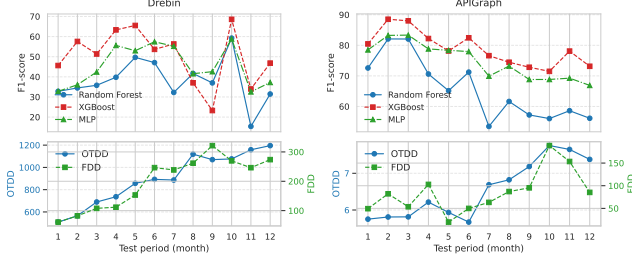 Drebin
F1-score
70
60
50
40
30
20
Random Forest
XGBoost
MLP
OTDD
1200
1000
800
600
OTDD
FDD
300
200
100
FDD
1 2 3 4 5 6 7 8 9 10 11 12
Test period (month)
APIGraph
F1-score
90
80
70
60
Random Forest
XGBoost
MLP
OTDD
7
6
OTDD
FDD
150
100
50
FDD
1 2 3 4 5 6 7 8 9 10 11 12
Test period (month)